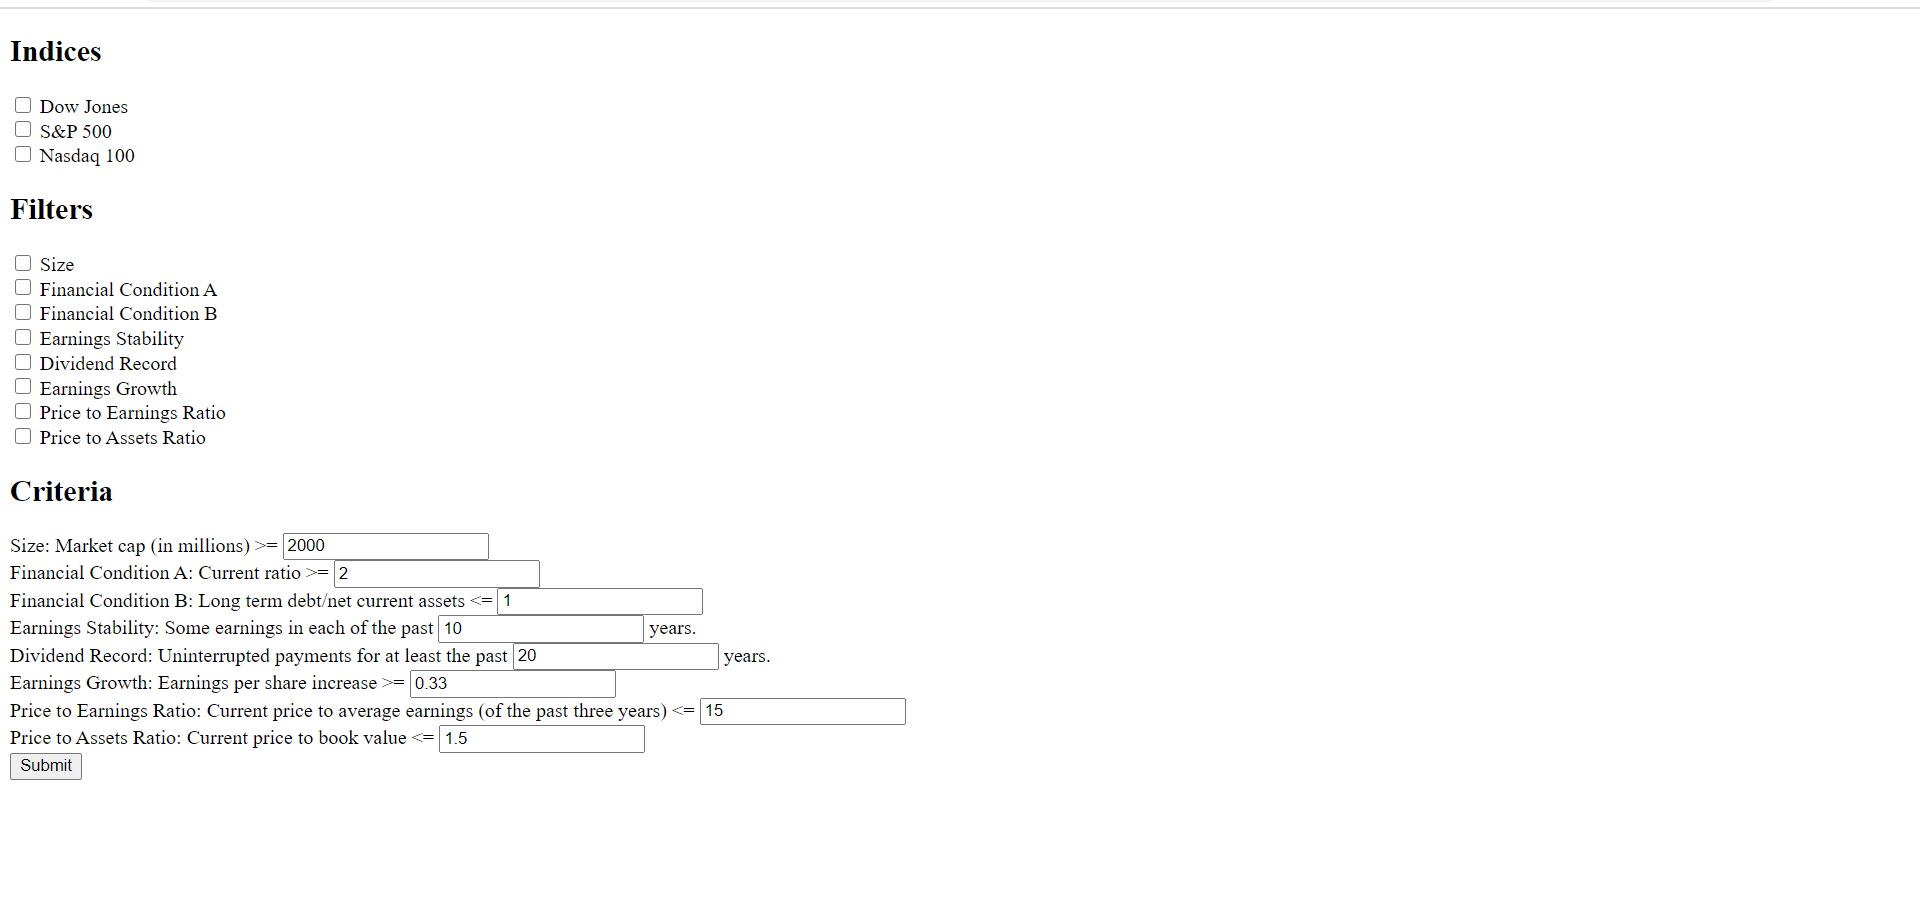 Indices
Dow Jones
S&P 500
Nasdaq 100
Filters
Size
Financial Condition A
Financial Condition B
Earnings Stability
Dividend Record
Earnings Growth
Price to Earnings Ratio
Price to Assets Ratio
Criteria
Size: Market cap (in millions) >= 2000
Financial Condition A: Current ratio >= 2
Financial Condition B: Long term debt/net current assets <= 1
Earnings Stability: Some earnings in each of the past 10 years.
Dividend Record: Uninterrupted payments for at least the past 20 years.
Earnings Growth: Earnings per share increase >= 0.33
Price to Earnings Ratio: Current price to average earnings (of the past three years) <= 15
Price to Assets Ratio: Current price to book value <= 1.5
Submit